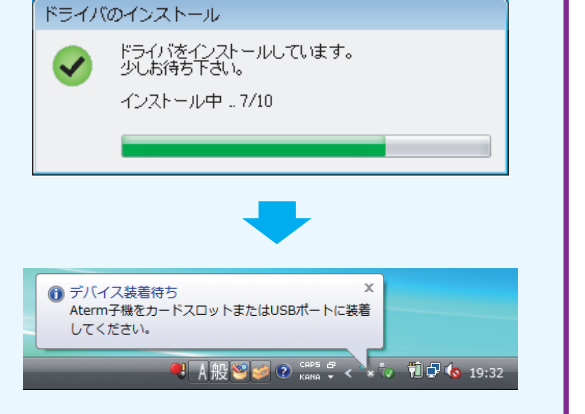 ドライバのインストール
ドライバをインストールしています。
少しお待ち下さい。
インストール中 .. 7/10
デバイス装着待ち
Aterm子機をカードスロットまたはUSBポートに装着
してください。
A 般 CAPS KANA 19:32